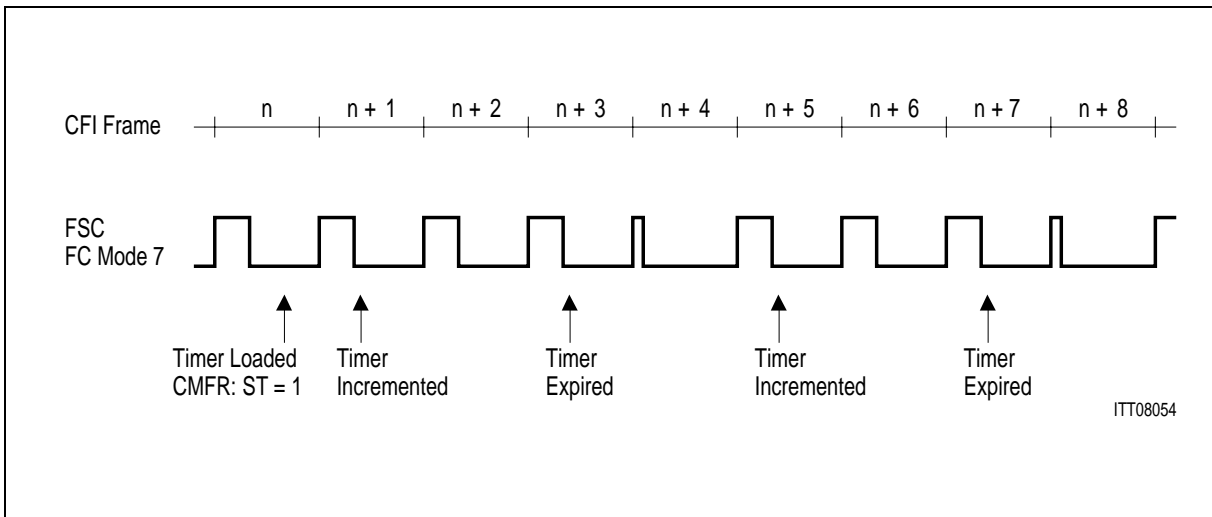 n n + 1 n + 2 n + 3 n + 4 n + 5 n + 6 n + 7 n + 8
CFI Frame
FSC
FC Mode 7
Timer Loaded
CMFR: ST = 1
Timer
Incremented
Timer
Expired
Timer
Incremented
Timer
Expired
ITT08054